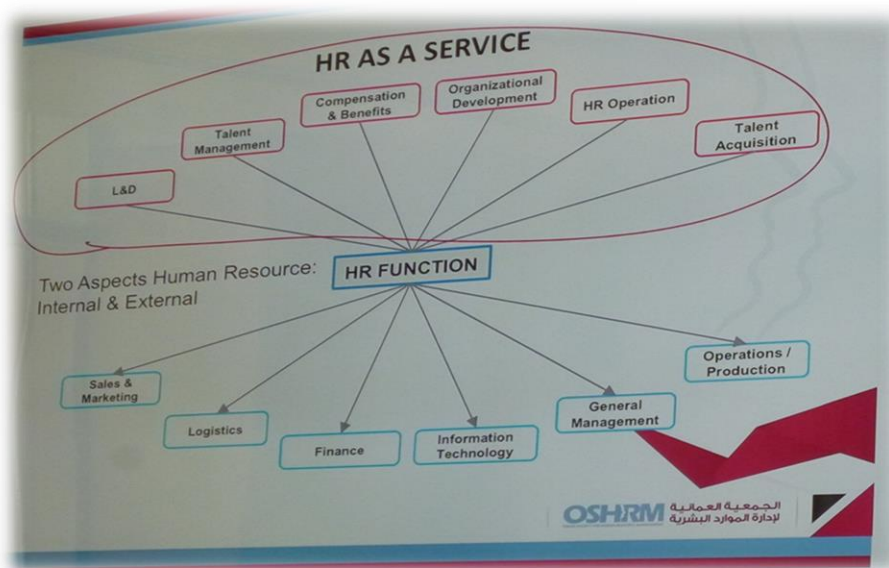 HR AS A SERVICE
L&D
Talent
Management
Compensation
& Benefits
Organizational
Development
HR Operation
Talent
Acquisition
Two Aspects Human Resource:
Internal & External
HR FUNCTION
Sales &
Marketing
Logistics
Finance
Information
Technology
General
Management
Operations /
Production
OSHRM
الجمعية العمانية
لإدارة الموارد البشرية